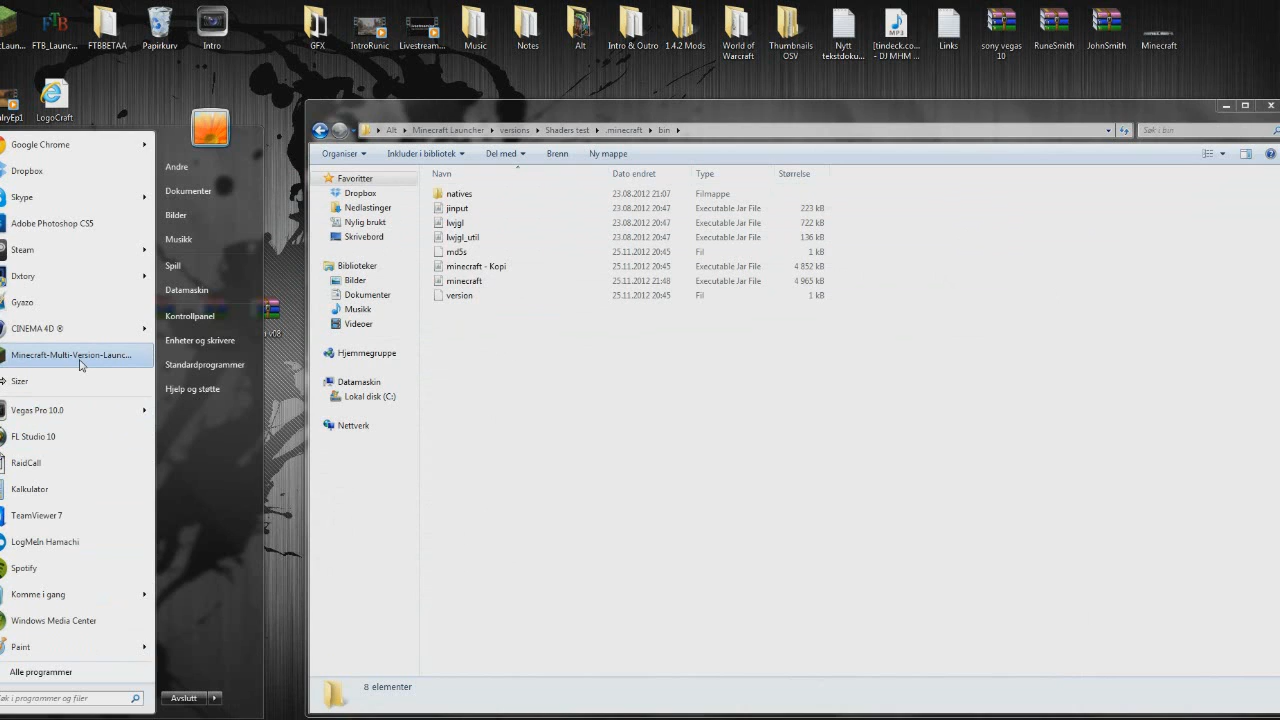 FTB_Launc...
FTBBETAA
Papirkurv
Intro
GFX
IntroRunic
Livestream...
Music
Notes
Alt
Intro & Outro
1.4.2 Mods
World of
Warcraft
Thumbnails
OSV
Nytt
tekstdoku...
[tindeck.co...
- DJ MHM ...
Links
sony vegas
10
RuneSmith
JohnSmith
Minecraft
LogoCraft
Google Chrome
Dropbox
Skype
Adobe Photoshop CS5
Steam
Dxtory
Gyazo
CINEMA 4D ®
Minecraft-Multi-Version-Launc...
Sizer
Vegas Pro 10.0
FL Studio 10
RaidCall
Kalkulator
TeamViewer 7
LogMeIn Hamachi
Spotify
Komme i gang
Windows Media Center
Paint
Alle programmer
Søk i programmer og filer
Andre
Dokumenter
Bilder
Musikk
Spill
Datamaskin
Kontrollpanel
Enheter og skrivere
Standardprogrammer
Hjelp og støtte
Avslutt
Alt
Minecraft Launcher
versions
Shaders test
.minecraft
bin
Søk i bin
Organiser
Inkluder i bibliotek
Del med
Brenn
Ny mappe
Favoritter
Dropbox
Nedlastinger
Nylig brukt
Skrivebord
Biblioteker
Bilder
Dokumenter
Musikk
Videoer
Hjemmegruppe
Datamaskin
Lokal disk (C:)
Nettverk
Navn Dato endret Type Størrelse
natives 23.08.2012 21:07 Filmappe
jinput 23.08.2012 20:47 Executable Jar File 223 kB
lwjgl 23.08.2012 20:47 Executable Jar File 722 kB
lwjgl_util 23.08.2012 20:47 Executable Jar File 136 kB
md5s 25.11.2012 20:45 Fil 1 kB
minecraft - Kopi 25.11.2012 20:45 Executable Jar File 4 852 kB
minecraft 25.11.2012 21:48 Executable Jar File 4 965 kB
version 25.11.2012 20:45 Fil 1 kB
8 elementer